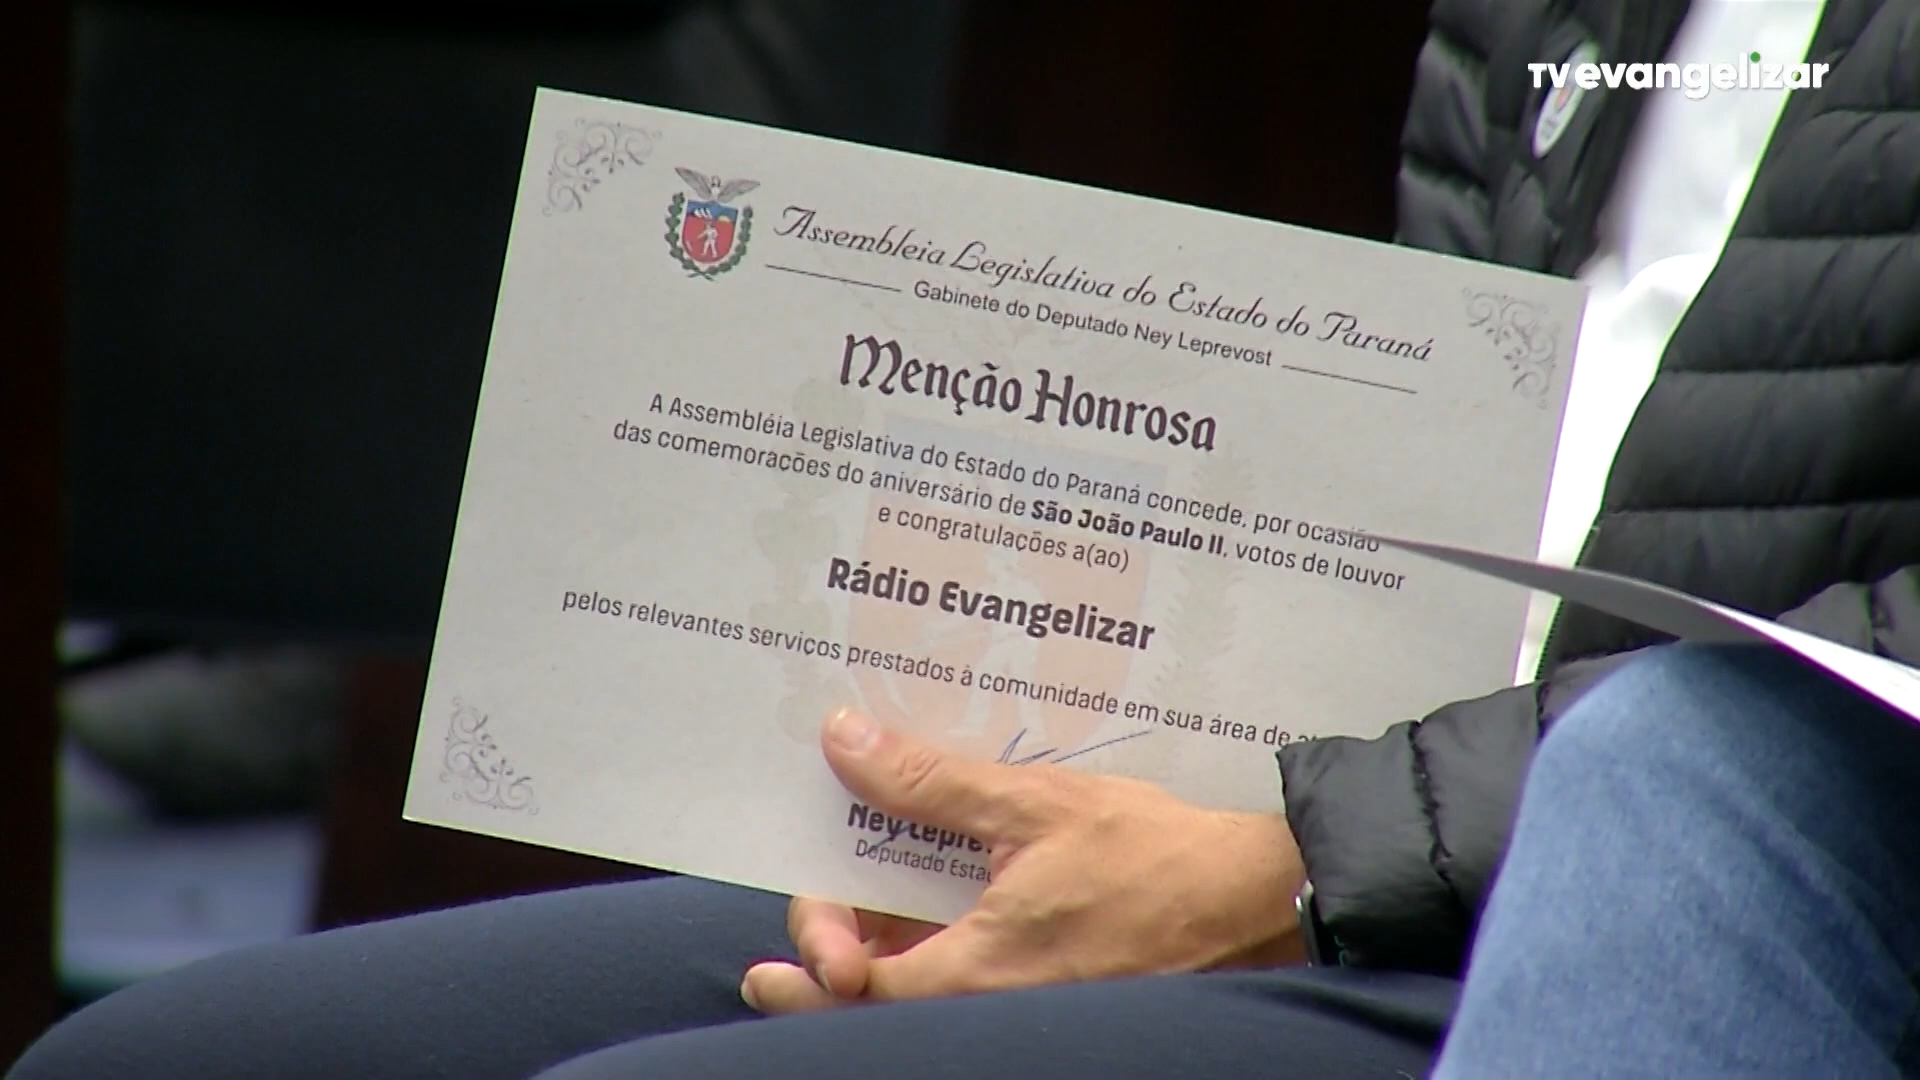 TV evangelizar
Assembleia Legislativa do Estado do Paraná
Gabinete do Deputado Ney Leprevost
Menção Honrosa
A Assembléia Legislativa do Estado do Paraná concede, por ocasião
das comemorações do aniversário de São João Paulo II, votos de louvor
e congratulações a(ao)
Rádio Evangelizar
pelos relevantes serviços prestados à comunidade em sua área de
Ney
Deputado